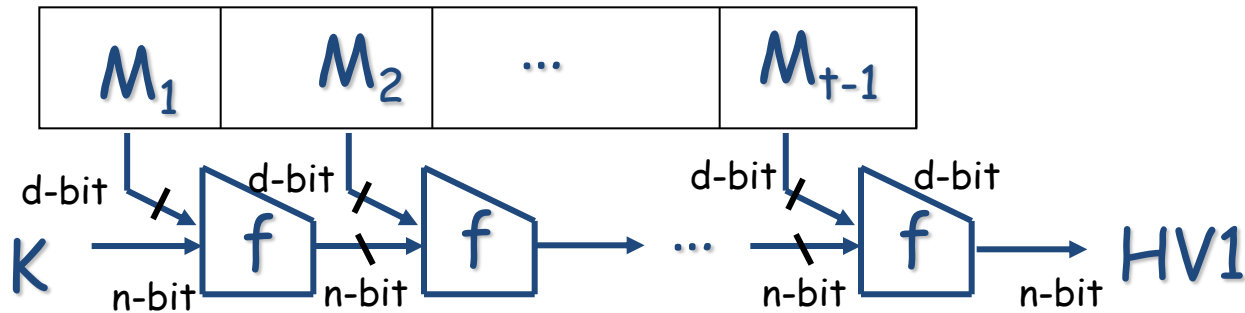 M1 M2 ... Mt-1
d-bit d-bit d-bit d-bit
K f f ... f HV1
n-bit n-bit n-bit n-bit